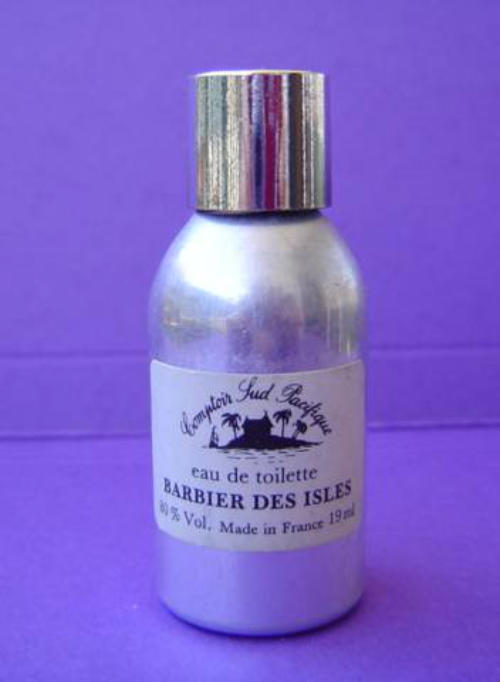 Comptoir Sud Pacifique
eau de toilette
BARBIER DES ISLES
80 % Vol. Made in France 19 ml